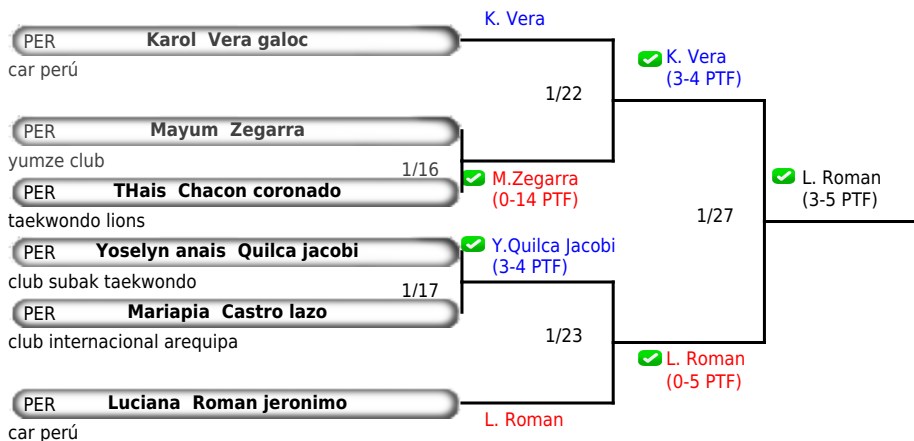 K. Vera
PER Karol Vera galoc
car perú
K. Vera
(3-4 PTF)
1/22
PER Mayum Zegarra
yumze club
1/16
M.Zegarra
(0-14 PTF)
PER THais Chacon coronado
taekwondo lions
L. Roman
(3-5 PTF)
1/27
PER Yoselyn anais Quilca jacobi
club subak taekwondo
Y.Quilca Jacobi
(3-4 PTF)
1/17
PER Mariapia Castro lazo
club internacional arequipa
1/23
L. Roman
(0-5 PTF)
PER Luciana Roman jeronimo
car perú
L. Roman